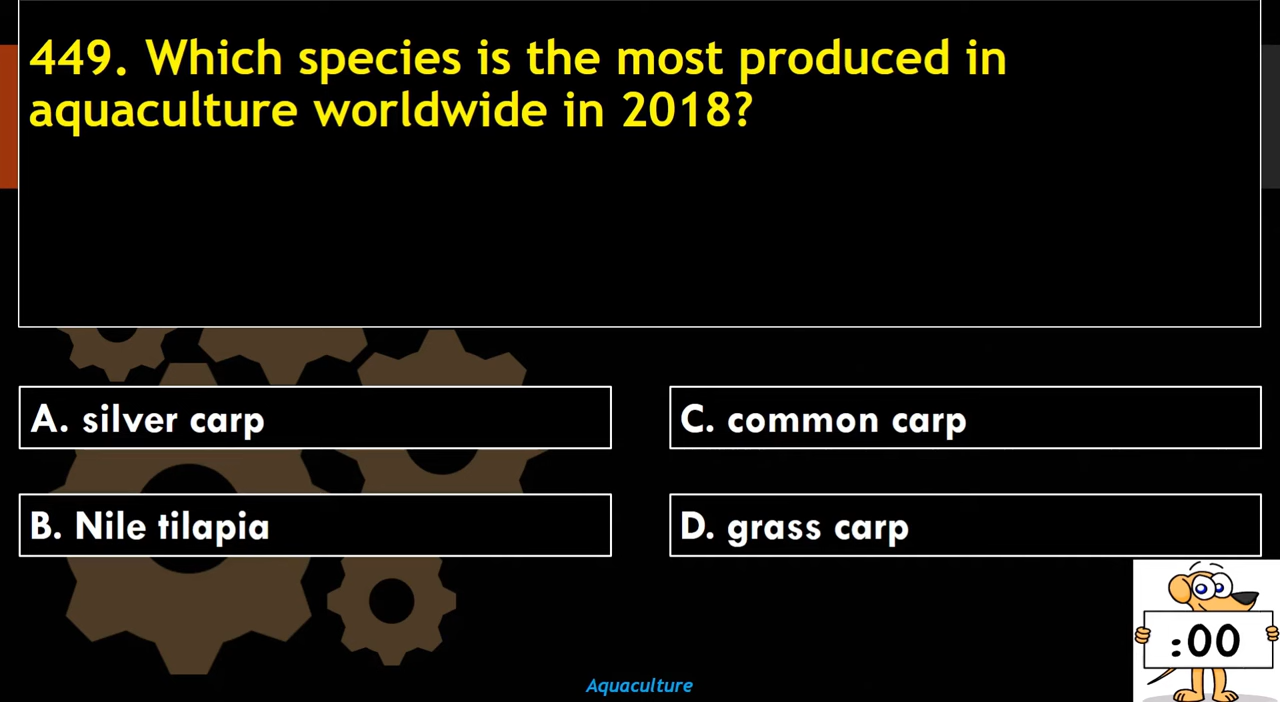 449. Which species is the most produced in
aquaculture worldwide in 2018?
A. silver carp
C. common carp
B. Nile tilapia
D. grass carp
:00
Aquaculture